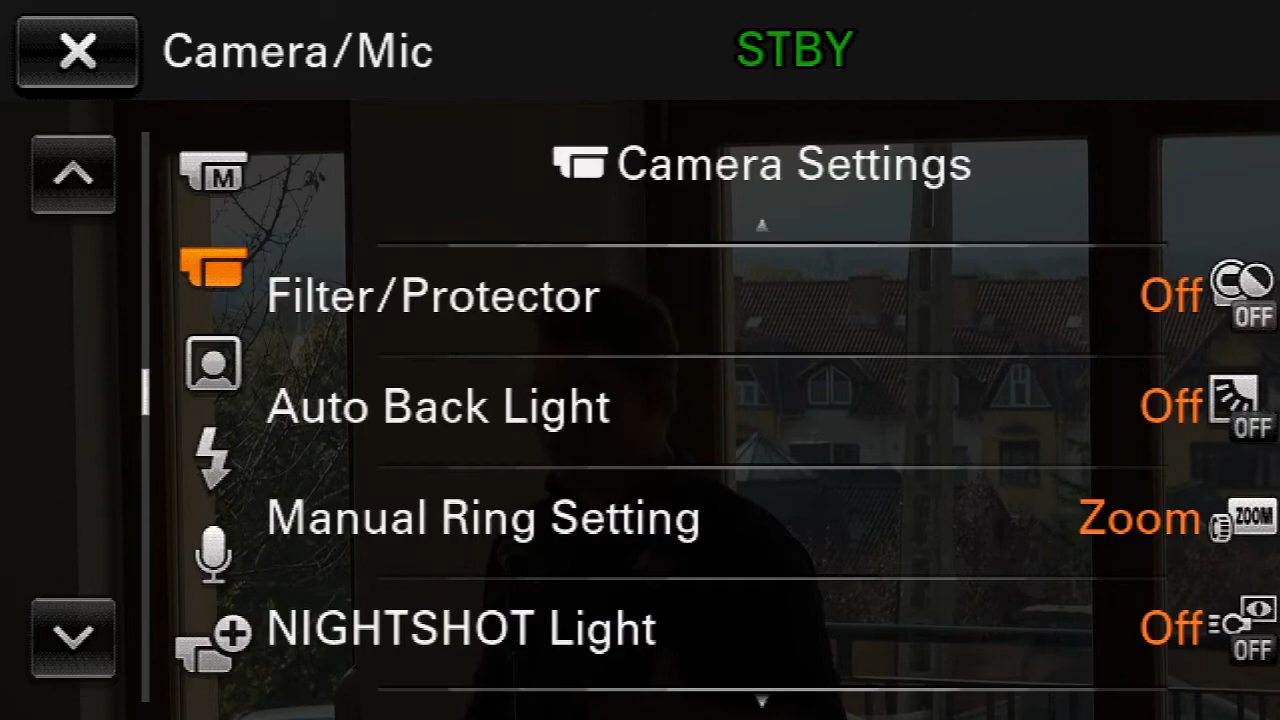 Camera/Mic
STBY
M
Camera Settings
Filter/Protector Off OFF
Auto Back Light Off OFF
Manual Ring Setting Zoom ZOOM
NIGHTSHOT Light Off OFF